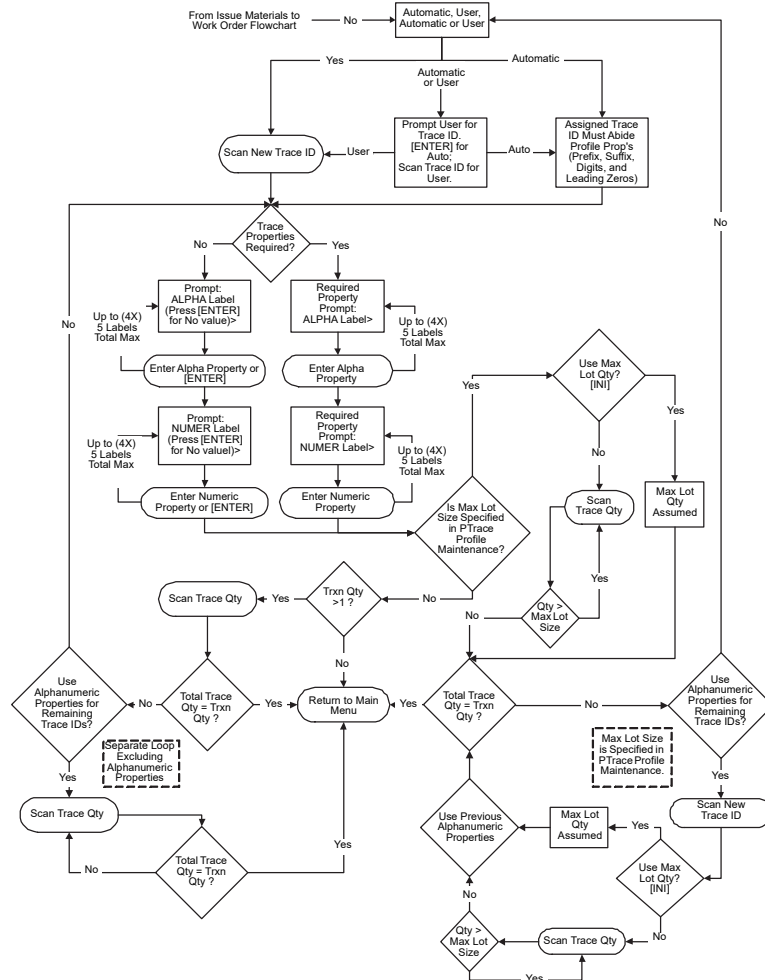 From Issue Materials to
Work Order Flowchart
No
Automatic, User,
Automatic or User
Yes
Automatic
or User
Automatic
Scan New Trace ID
User
Prompt User for
Trace ID.
[ENTER] for
Auto;
Scan Trace ID for
User.
Auto
Assigned Trace
ID Must Abide
Profile Prop's
(Prefix, Suffix,
Digits, and
Leading Zeros)
No
Trace
Properties
Required?
No
Yes
Prompt:
ALPHA Label
(Press [ENTER]
for No value)>
Required
Property
Prompt:
ALPHA Label>
Up to (4X)
5 Labels
Total Max
Up to (4X)
5 Labels
Total Max
No
Enter Alpha Property or
[ENTER]
Enter Alpha
Property
Prompt:
NUMER Label
(Press [ENTER]
for No value)>
Required
Property
Prompt:
NUMER Label>
Up to (4X)
5 Labels
Total Max
Up to (4X)
5 Labels
Total Max
Enter Numeric
Property or [ENTER]
Enter Numeric
Property
Yes
Use Max
Lot Qty?
[INI]
Yes
No
Is Max Lot
Size Specified
in PTrace
Profile
Maintenance?
Scan
Trace Qty
Max Lot
Qty
Assumed
Yes
Qty >
Max Lot
Size
No
Scan Trace Qty
Yes
Trxn Qty
>1 ?
No
No
Use
Alphanumeric
Properties for
Remaining
Trace IDs?
No
Total Trace
Qty = Trxn
Qty ?
Yes
Return to Main
Menu
Yes
Total Trace
Qty = Trxn
Qty ?
No
Use
Alphanumeric
Properties for
Remaining
Trace IDs?
Separate Loop
Excluding
Alphanumeric
Properties
Max Lot Size
is Specified in
PTrace Profile
Maintenance.
Yes
Yes
Scan Trace Qty
Scan New
Trace ID
Total Trace
Qty = Trxn
Qty ?
No
Yes
Use Previous
Alphanumeric
Properties
Max Lot
Qty
Assumed
Yes
Use Max
Lot Qty?
[INI]
No
No
Qty >
Max Lot
Size
Scan Trace Qty
Yes